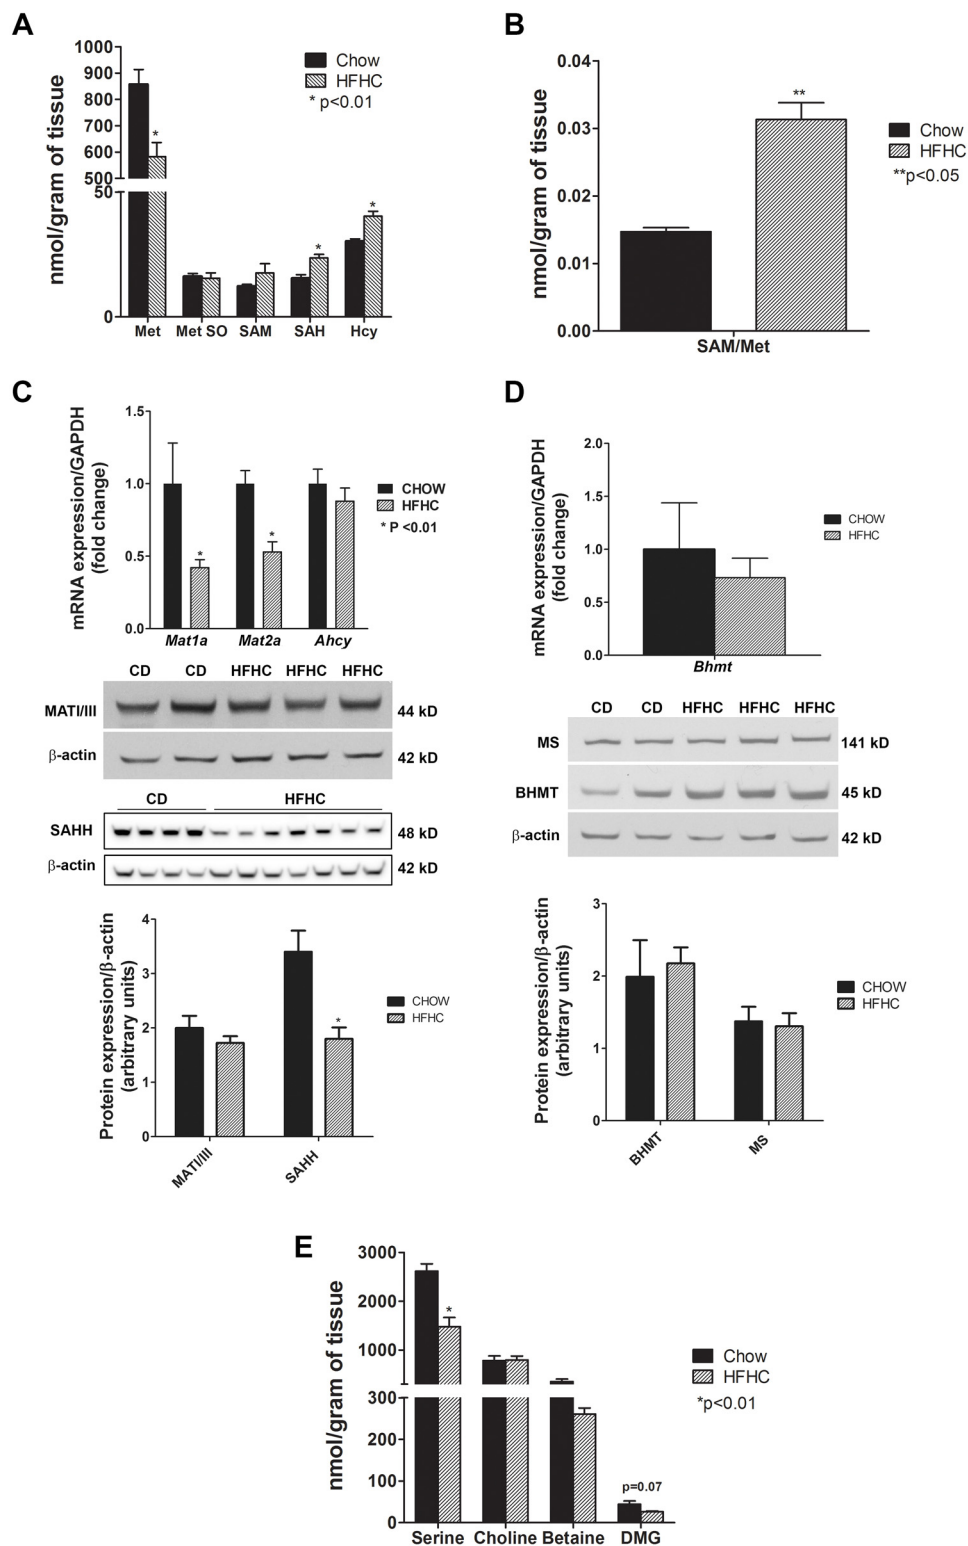 A
nmol/gram of tissue
1000
900
800
700
600
500
50
0
Met Met SO SAM SAH Hcy
Chow
HFHC
* p<0.01
*
*
*
B
nmol/gram of tissue
0.04
0.03
0.02
0.01
0.00
**
SAM/Met
Chow
HFHC
**p<0.05
C
mRNA expression/GAPDH
(fold change)
1.5
1.0
0.5
0.0
*
*
Mat1a Mat2a Ahcy
CHOW
HFHC
* P <0.01
CD CD HFHC HFHC HFHC
MATI/III 44 kD
β-actin 42 kD
CD HFHC
SAHH 48 kD
β-actin 42 kD
Protein expression/β-actin
(arbitrary units)
4
3
2
1
0
*
MATI/III SAHH
CHOW
HFHC
D
mRNA expression/GAPDH
(fold change)
2.0
1.5
1.0
0.5
0.0
Bhmt
CHOW
HFHC
CD CD HFHC HFHC HFHC
MS 141 kD
BHMT 45 kD
β-actin 42 kD
Protein expression/β-actin
(arbitrary units)
3
2
1
0
BHMT MS
CHOW
HFHC
E
nmol/gram of tissue
3000
2000
1000
300
200
100
0
*
p=0.07
Serine Choline Betaine DMG
Chow
HFHC
*p<0.01